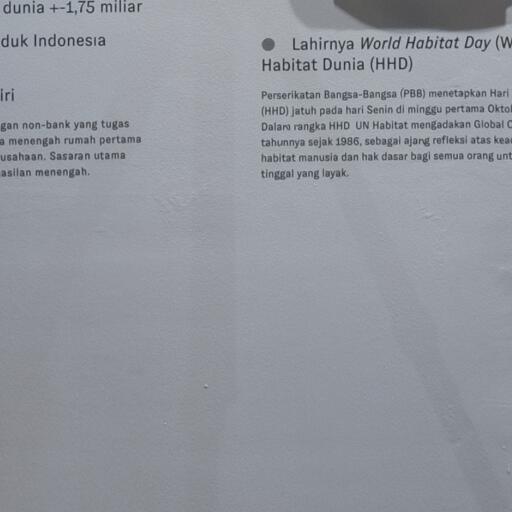 dunia +-1,75 miliar
duk Indonesia
iri
gan non-bank yang tugas
a menengah rumah pertama
usahaan. Sasaran utama
asilan menengah.
Lahirnya World Habitat Day (W
Habitat Dunia (HHD)
Perserikatan Bangsa-Bangsa (PBB) menetapkan Hari
(HHD) jatuh pada hari Senin di minggu pertama Oktol
Dalam rangka HHD UN Habitat mengadakan Global O
tahunnya sejak 1986, sebagai ajang refleksi atas kea
habitat manusia dan hak dasar bagi semua orang unt
tinggal yang layak.